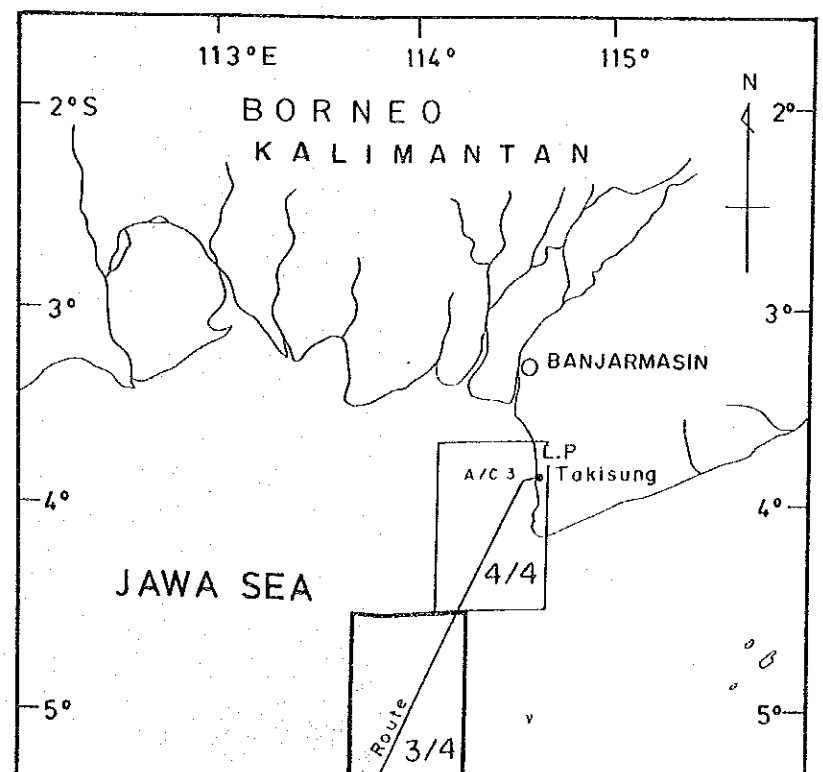 113°E 114° 115°
N
2°S 2°
BORNEO
KALIMANTAN
3° 3°
BANJARMASIN
L.P
A/C 3 Takisung
4° 4°
4/4
JAWA SEA
5° 5°
Route
3/4